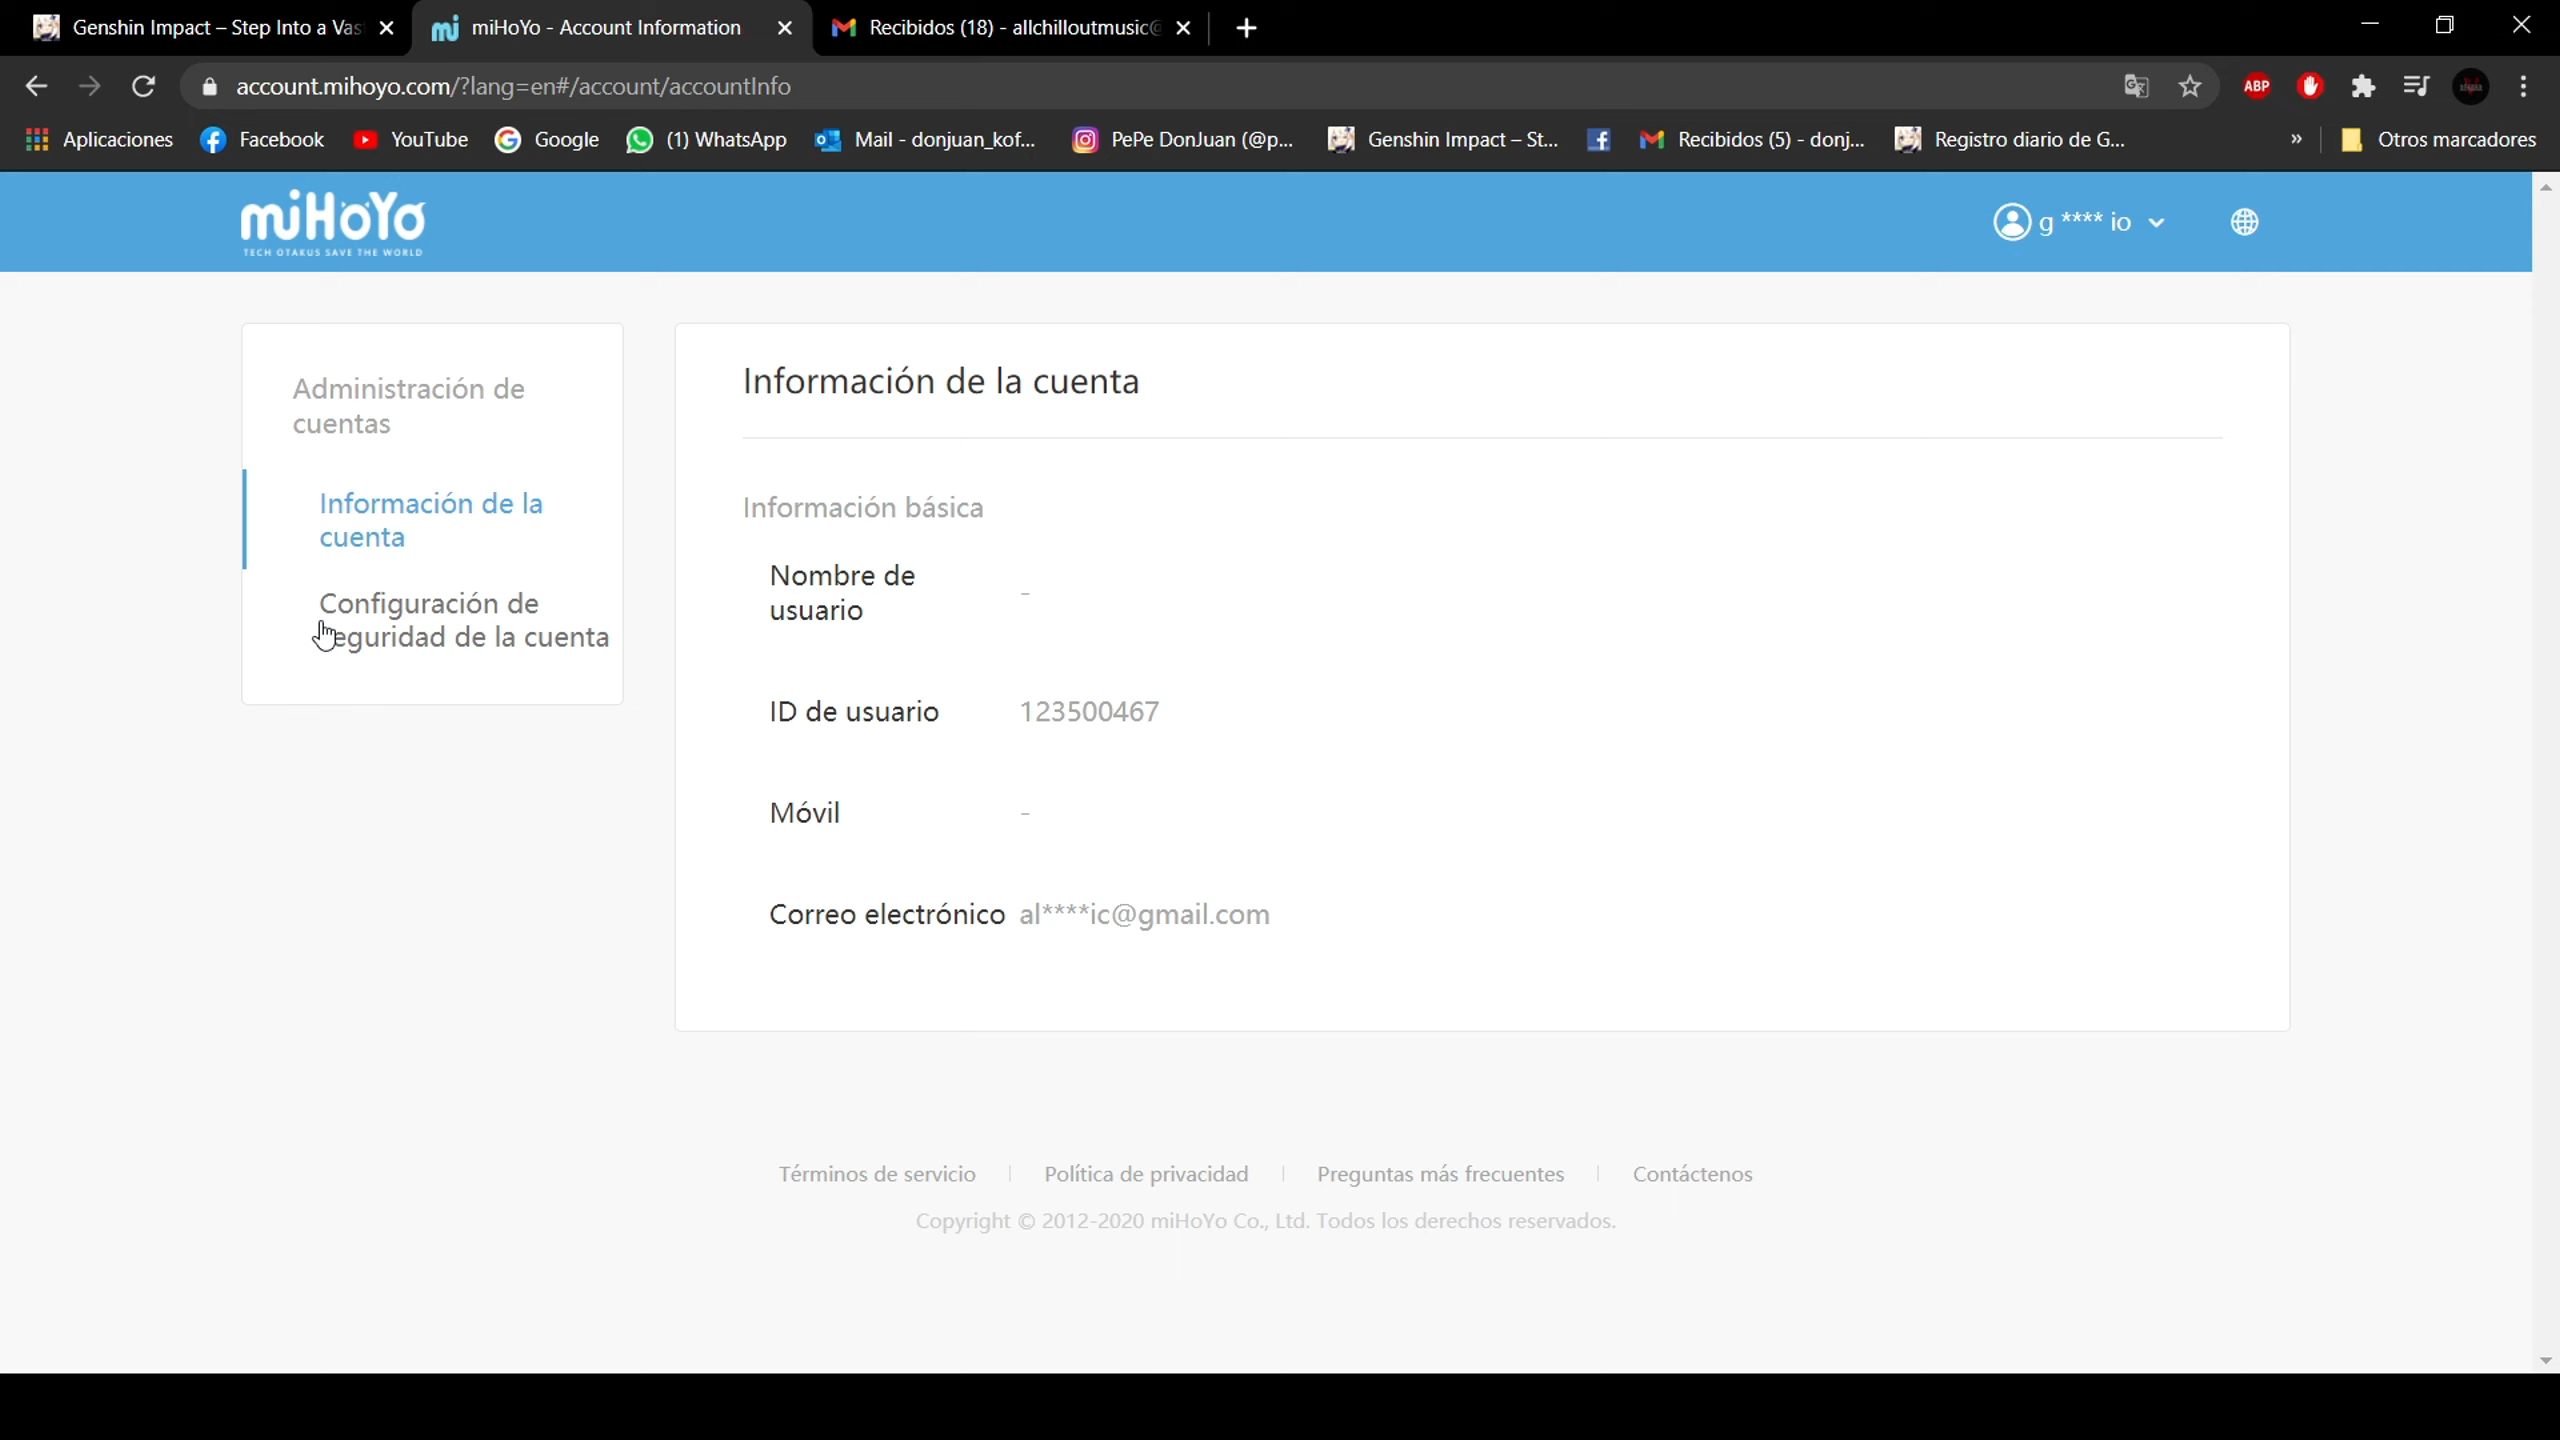 Genshin Impact – Step Into a Vas
miHoYo - Account Information
Recibidos (18) - allchilloutmusic@
account.mihoyo.com/?lang=en#/account/accountInfo
ABP
Aplicaciones
Facebook
YouTube
Google
(1) WhatsApp
Mail - donjuan_kof...
PePe DonJuan (@p...
Genshin Impact – St...
Recibidos (5) - donj...
Registro diario de G...
»
Otros marcadores
miHoYo
TECH OTAKUS SAVE THE WORLD
g **** io
Administración de
cuentas
Información de la
cuenta
Configuración de
seguridad de la cuenta
Información de la cuenta
Información básica
Nombre de
usuario
-
ID de usuario
123500467
Móvil
-
Correo electrónico
al****ic@gmail.com
Términos de servicio
Política de privacidad
Preguntas más frecuentes
Contáctenos
Copyright © 2012-2020 miHoYo Co., Ltd. Todos los derechos reservados.